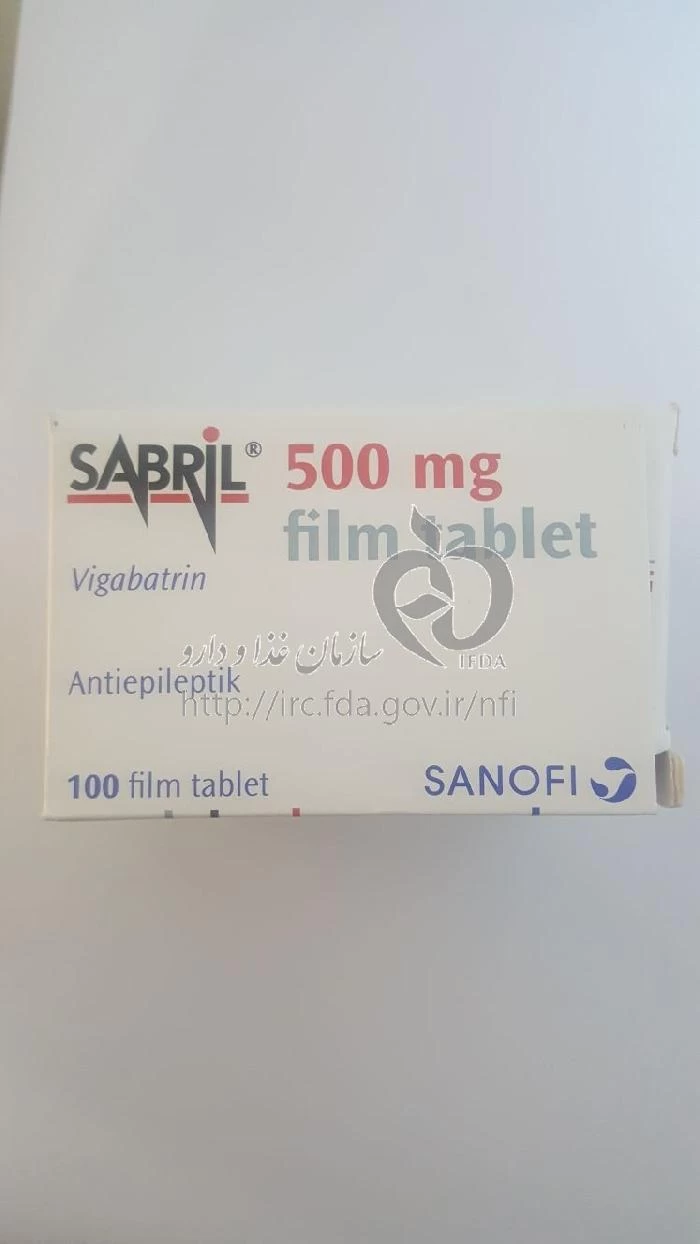 SABRIL® 500 mg
film tablet
Vigabatrin
سازمان غذا و دارو
IFDA
Antiepileptik
http://irc.fda.gov.ir/nfi
100 film tablet
SANOFI